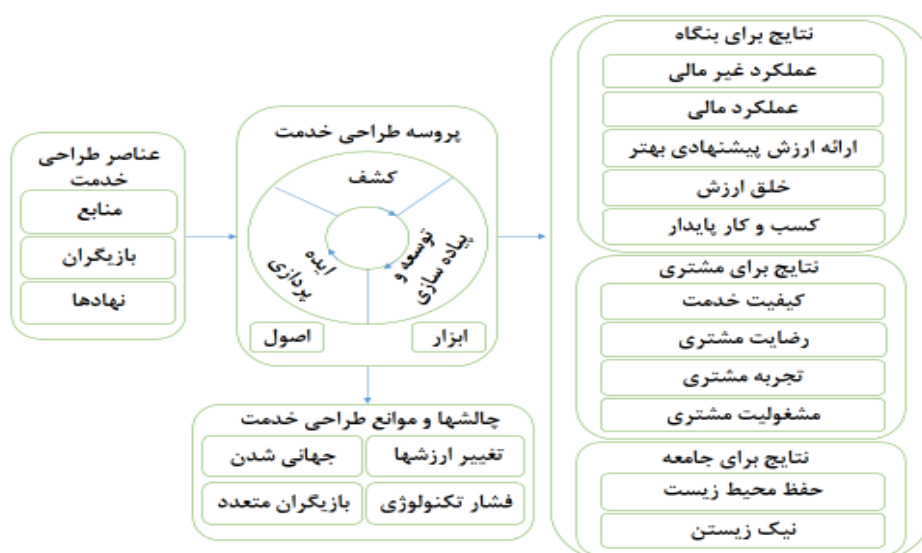 عناصر طراحی
خدمت
منابع
بازیگران
نهادها
پروسه طراحی خدمت
کشف
توسعه و
پیاده سازی
ایده
پردازی
ابزار
اصول
چالشها و موانع طراحی خدمت
تغییر ارزشها
جهانی شدن
فشار تکنولوژی
بازیگران متعدد
نتایج برای بنگاه
عملکرد غیر مالی
عملکرد مالی
ارائه ارزش پیشنهادی بهتر
خلق ارزش
کسب و کار پایدار
نتایج برای مشتری
کیفیت خدمت
رضایت مشتری
تجربه مشتری
مشغولیت مشتری
نتایج برای جامعه
حفظ محیط زیست
نیک زیستن